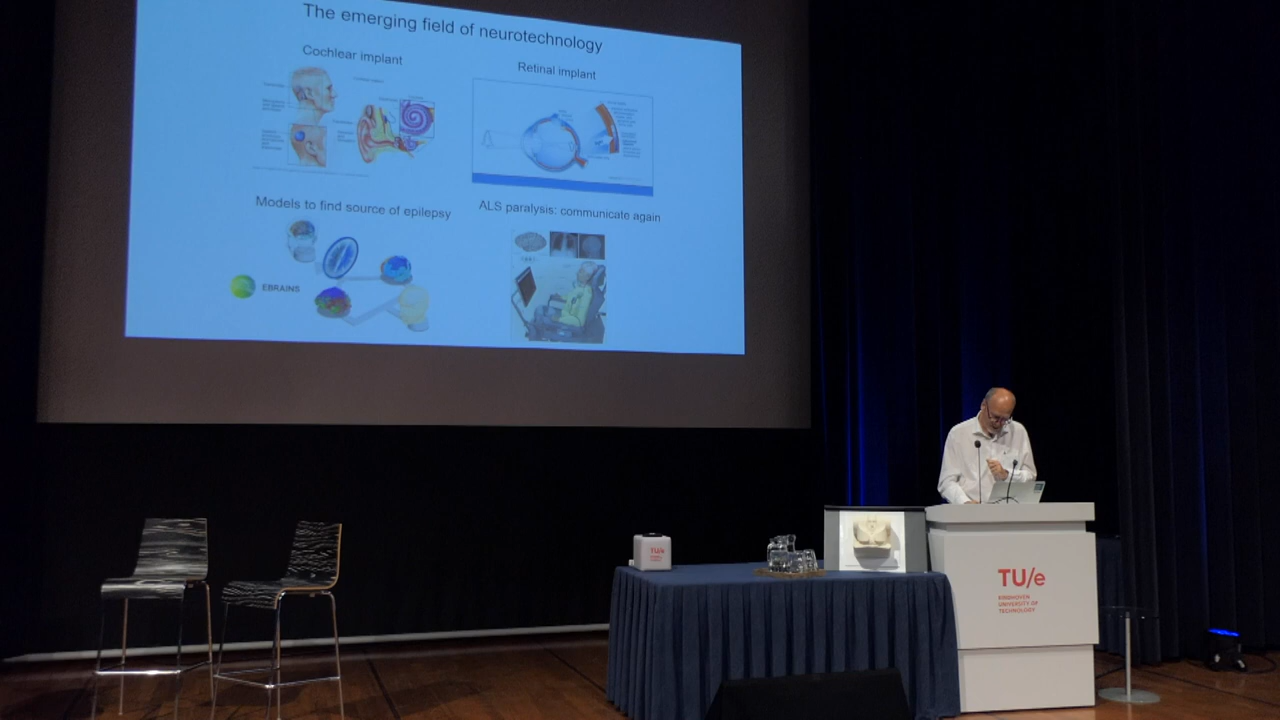 The emerging field of neurotechnology
Cochlear implant
Retinal implant
Models to find source of epilepsy
ALS paralysis: communicate again
EBRAINS
TU/e
TU/e
EINDHOVEN
UNIVERSITY OF
TECHNOLOGY